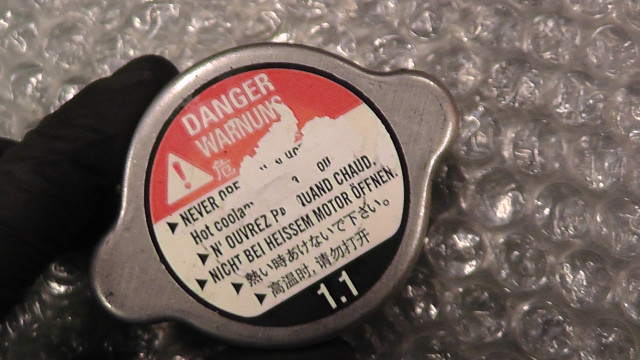 DANGER
WARNUNG
危
NEVER OPE
Hot coolan
N' OUVREZ P QUAND CHAUD.
NICHT BEI HEISSEM MOTOR ÖFFNEN.
熱い時あけないで下さい。
高温时,请勿打开
1.1